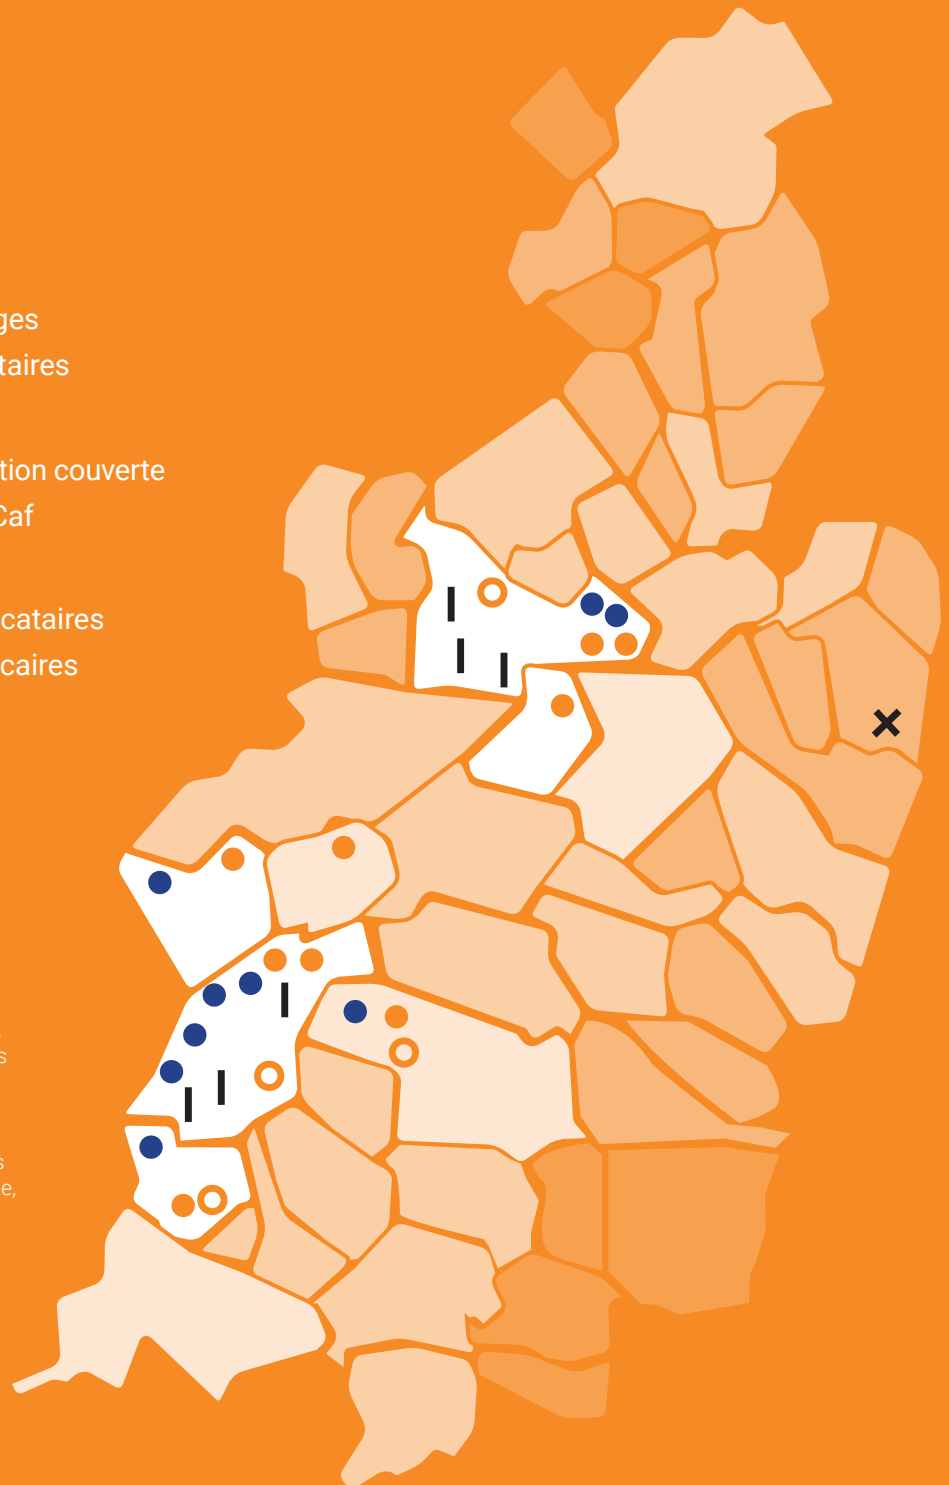 ges
taires
tion couverte
Caf
cataires
caires
s
s
e,